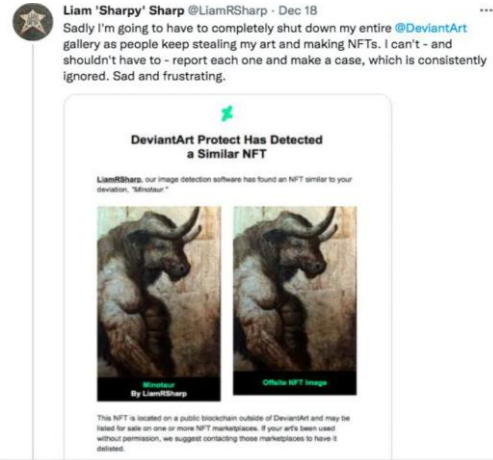 Liam 'Sharpy' Sharp @LiamRSharp · Dec 18
Sadly I'm going to have to completely shut down my entire @DeviantArt
gallery as people keep stealing my art and making NFTs. I can't - and
shouldn't have to - report each one and make a case, which is consistently
ignored. Sad and frustrating.
DeviantArt Protect Has Detected
a Similar NFT
LiamRSharp, our image detection software has found an NFT similar to your
deviation, "Minotaur"
Minotaur
By LiamRSharp
Offsite NFT Image
This NFT is located on a public blockchain outside of DeviantArt and may be
listed for sale on one or more NFT marketplaces. If your art's been used
without permission, we suggest contacting those marketplaces to have it
delisted.